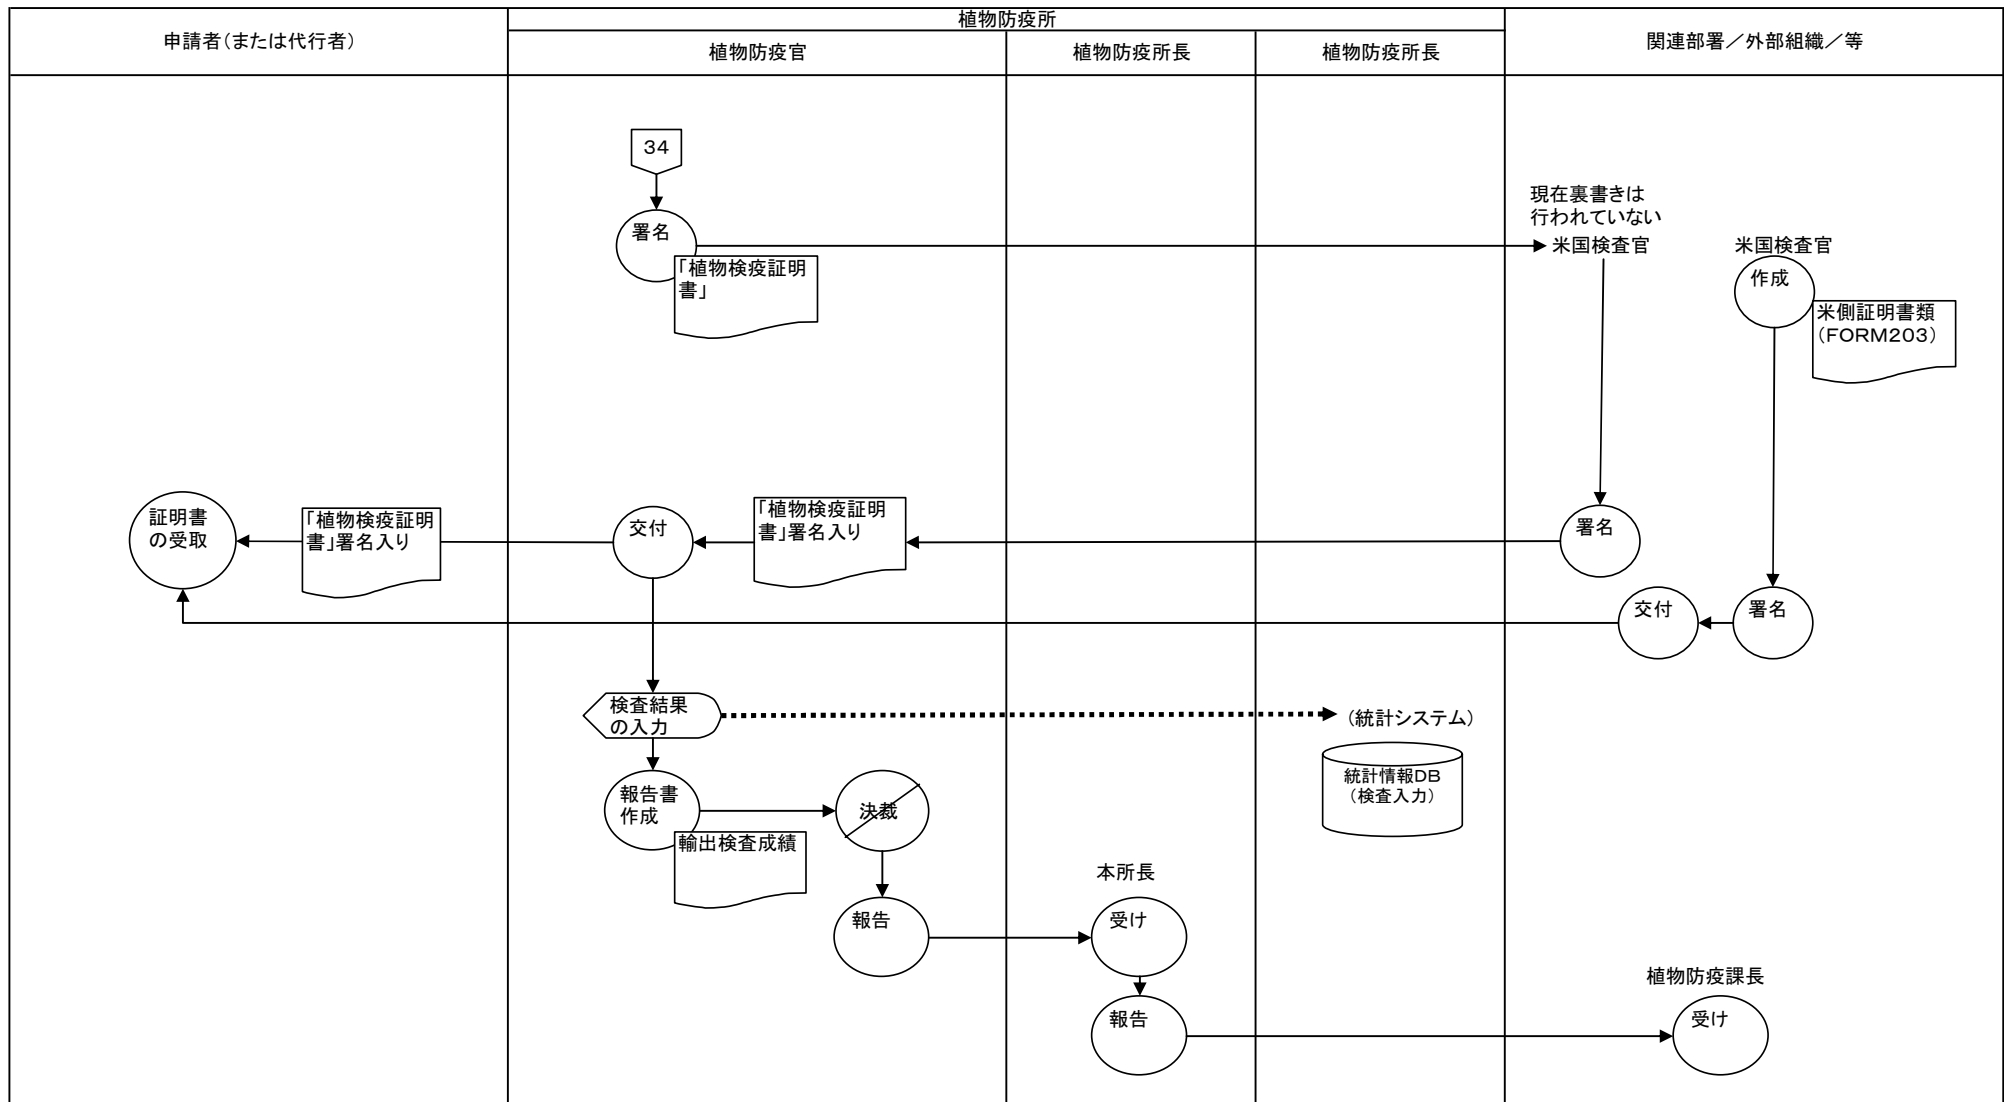 植物防疫所
申請者（または代行者）
植物防疫官
植物防疫所長
植物防疫所長
関連部署／外部組織／等
34
署名
「植物検疫証明
書」
現在裏書きは
行われていない
米国検査官
米国検査官
作成
米側証明書類
（FORM203）
証明書
の受取
「植物検疫証明
書」署名入り
交付
「植物検疫証明
書」署名入り
署名
交付
署名
検査結果
の入力
（統計システム）
統計情報DB
（検査入力）
報告書
作成
輸出検査成績
決裁
報告
本所長
受け
報告
植物防疫課長
受け